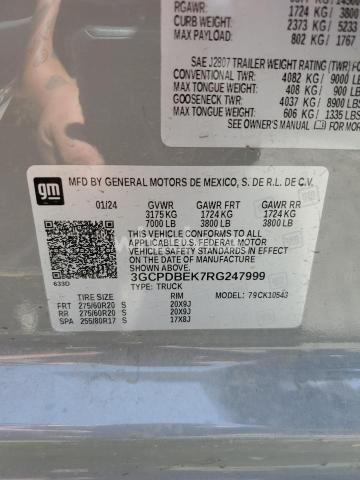 RGAWR: 1724 KG / 3800
CURB WEIGHT: 2373 KG / 5233
MAX PAYLOAD: 802 KG / 1767
SAE J2807 TRAILER WEIGHT RATING (TWR)
CONVENTIONAL TWR: 4082 KG / 9000 LB
MAX TONGUE WEIGHT: 408 KG / 900 LB
GOOSENECK TWR: 4037 KG / 8900 LBS
MAX TONGUE WEIGHT: 606 KG / 1335 LBS
SEE OWNER'S MANUAL FOR
gm
MFD BY GENERAL MOTORS DE MEXICO, S. DE R.L. DE C.V.
01/24 GVWR GAWR FRT GAWR RR
3175 KG 1724 KG 1724 KG
7000 LB 3800 LB 3800 LB
THIS VEHICLE CONFORMS TO ALL
APPLICABLE U.S. FEDERAL MOTOR
VEHICLE SAFETY STANDARDS IN
EFFECT ON THE DATE OF
MANUFACTURE SHOWN ABOVE.
3GCPDBEK7RG247999
TYPE: TRUCK
633D
TIRE SIZE RIM 79CK10543
FRT 275/60R20 S 20X9J
RR 275/60R20 S 20X9J
SPA 255/80R17 S 17X8J